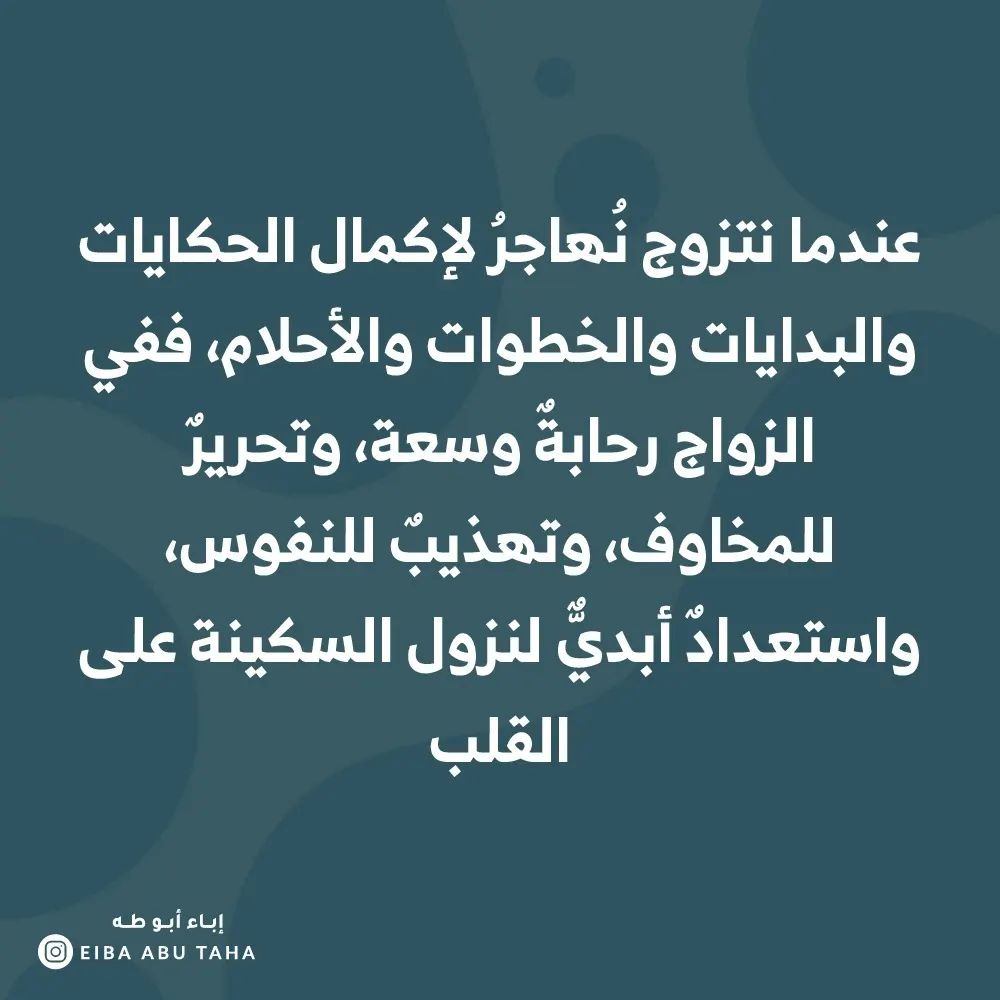 عندما نتزوج نُهاجرُ لإكمال الحكايات
والبدايات والخطوات والأحلام، ففي
الزواج رحابةٌ وسعة، وتحريرٌ
للمخاوف، وتهذيبٌ للنفوس،
واستعدادٌ أبديٌّ لنزول السكينة على
القلب
إباء أبو طه
EIBA ABU TAHA